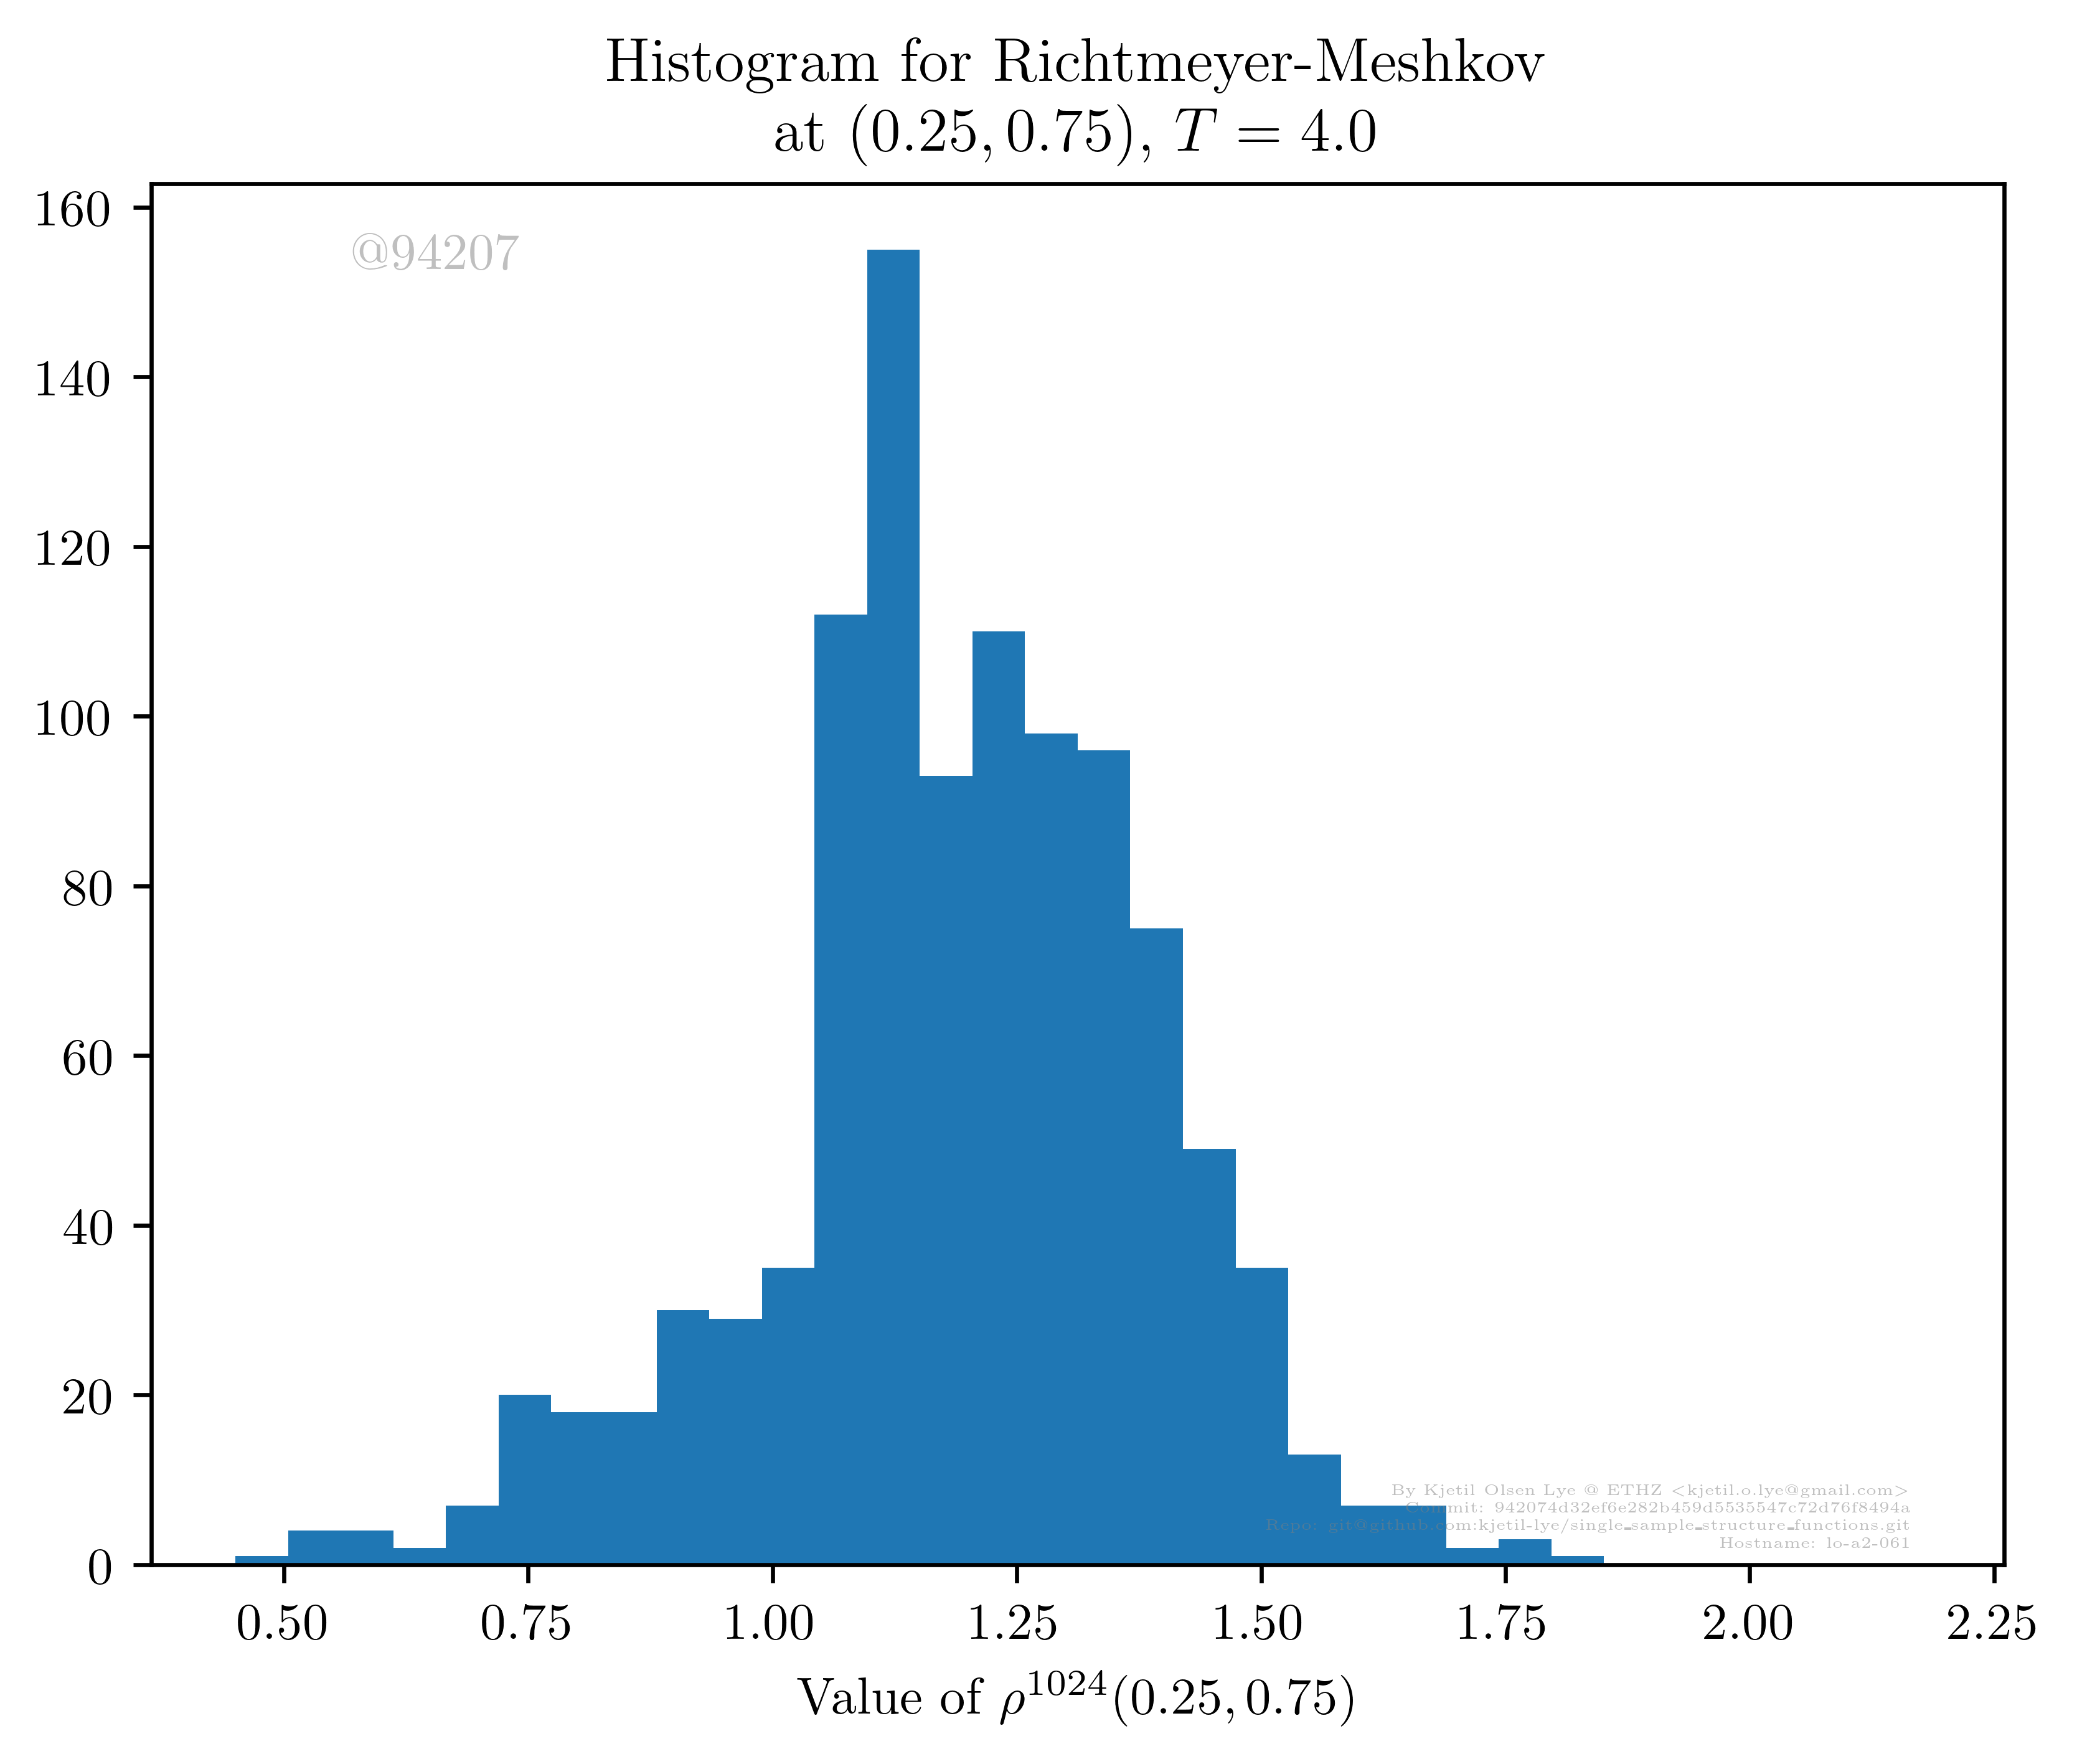 Histogram for Richtmeyer-Meshkov
at (0.25, 0.75), T = 4.0
160
@94207
140
120
100
80
60
40
20
0
By Kjetil Olsen Lye @ ETHZ <kjetil.o.lye@gmail.com>
Commit: 942074d32ef6e282b459d5535547c72d76f8494a
Repo: git@github.com:kjetil-lye/single_sample_structure_functions.git
Hostname: lo-a2-061
0.50 0.75 1.00 1.25 1.50 1.75 2.00 2.25
Value of ρ^1024(0.25, 0.75)